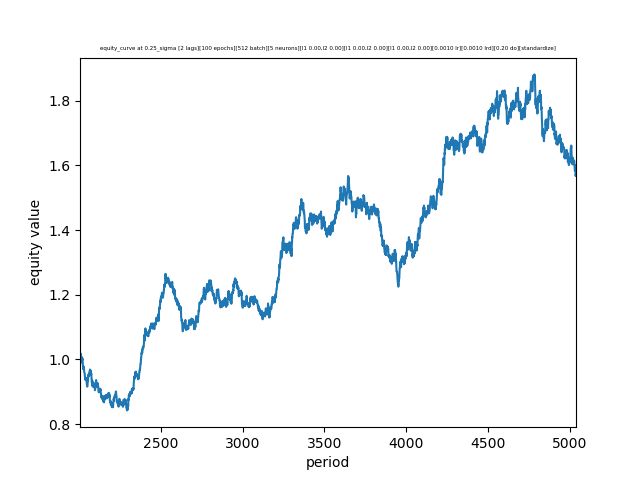 equity_curve at 0.25_sigma [2 lags][100 epochs][512 batch][5 neurons][l1 0.00,l2 0.00][l1 0.00,l2 0.00][l1 0.00,l2 0.00][0.0010 lr][0.0010 lrd][0.20 do][standardize]
1.8
1.6
1.4
1.2
1.0
0.8
equity value
2500 3000 3500 4000 4500 5000
period